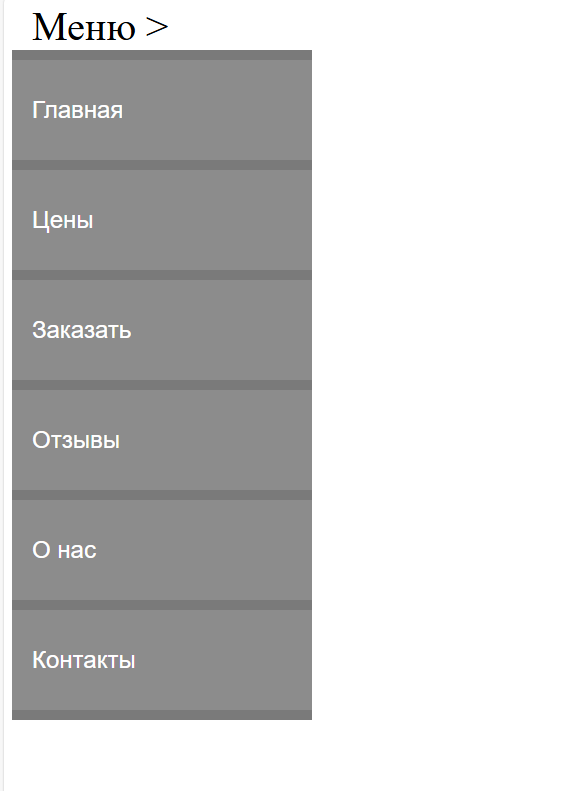 Меню >
Главная
Цены
Заказать
Отзывы
О нас
Контакты